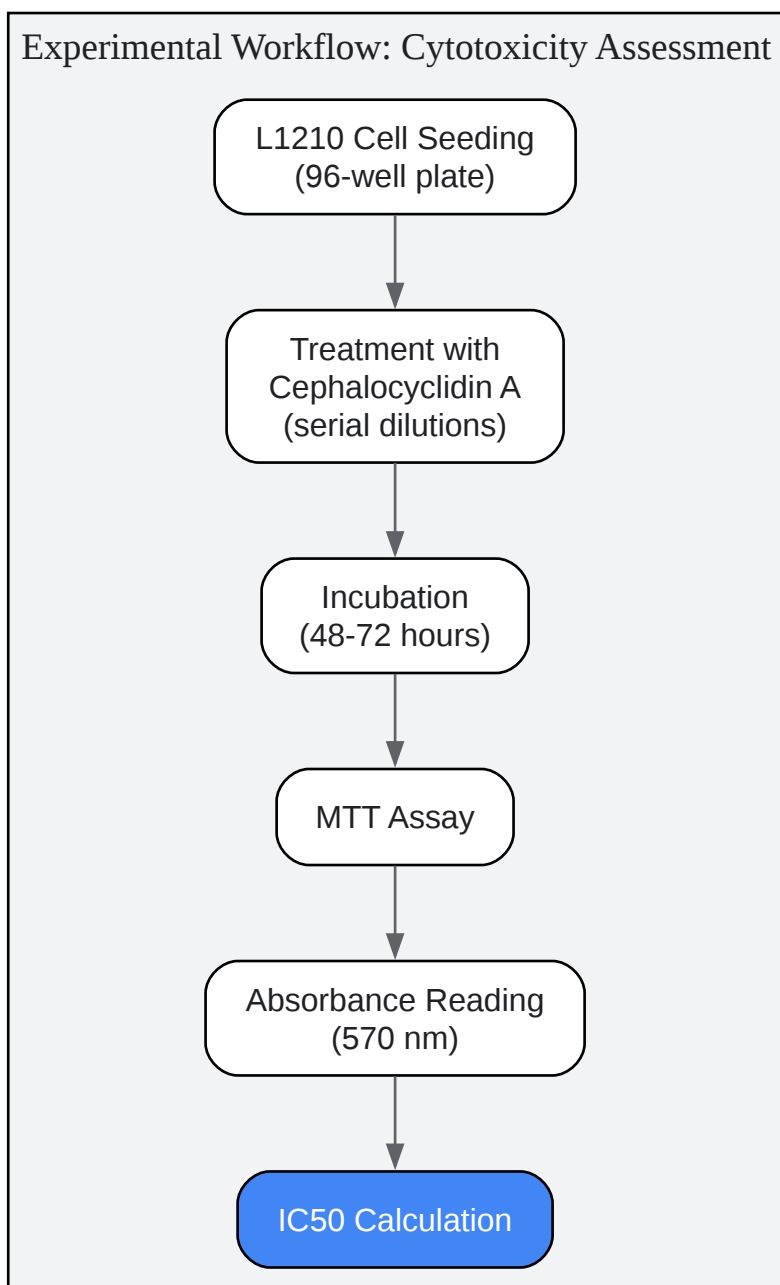 Experimental Workflow: Cytotoxicity Assessment
L1210 Cell Seeding
(96-well plate)
Treatment with
Cephalocyclidin A
(serial dilutions)
Incubation
(48-72 hours)
MTT Assay
Absorbance Reading
(570 nm)
IC50 Calculation